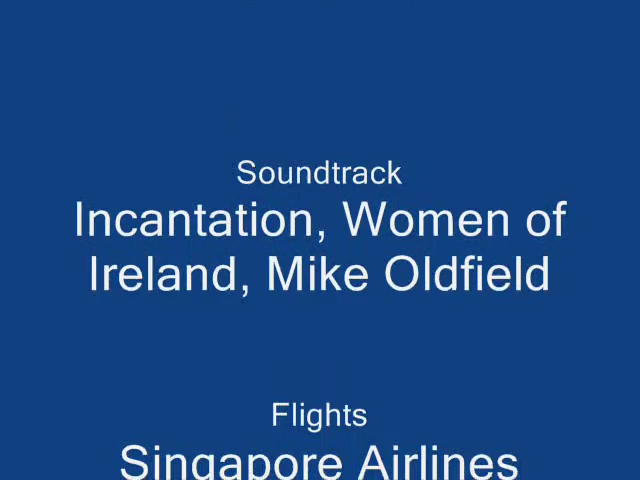 Soundtrack
Incantation, Women of
Ireland, Mike Oldfield
Flights
Singapore Airlines